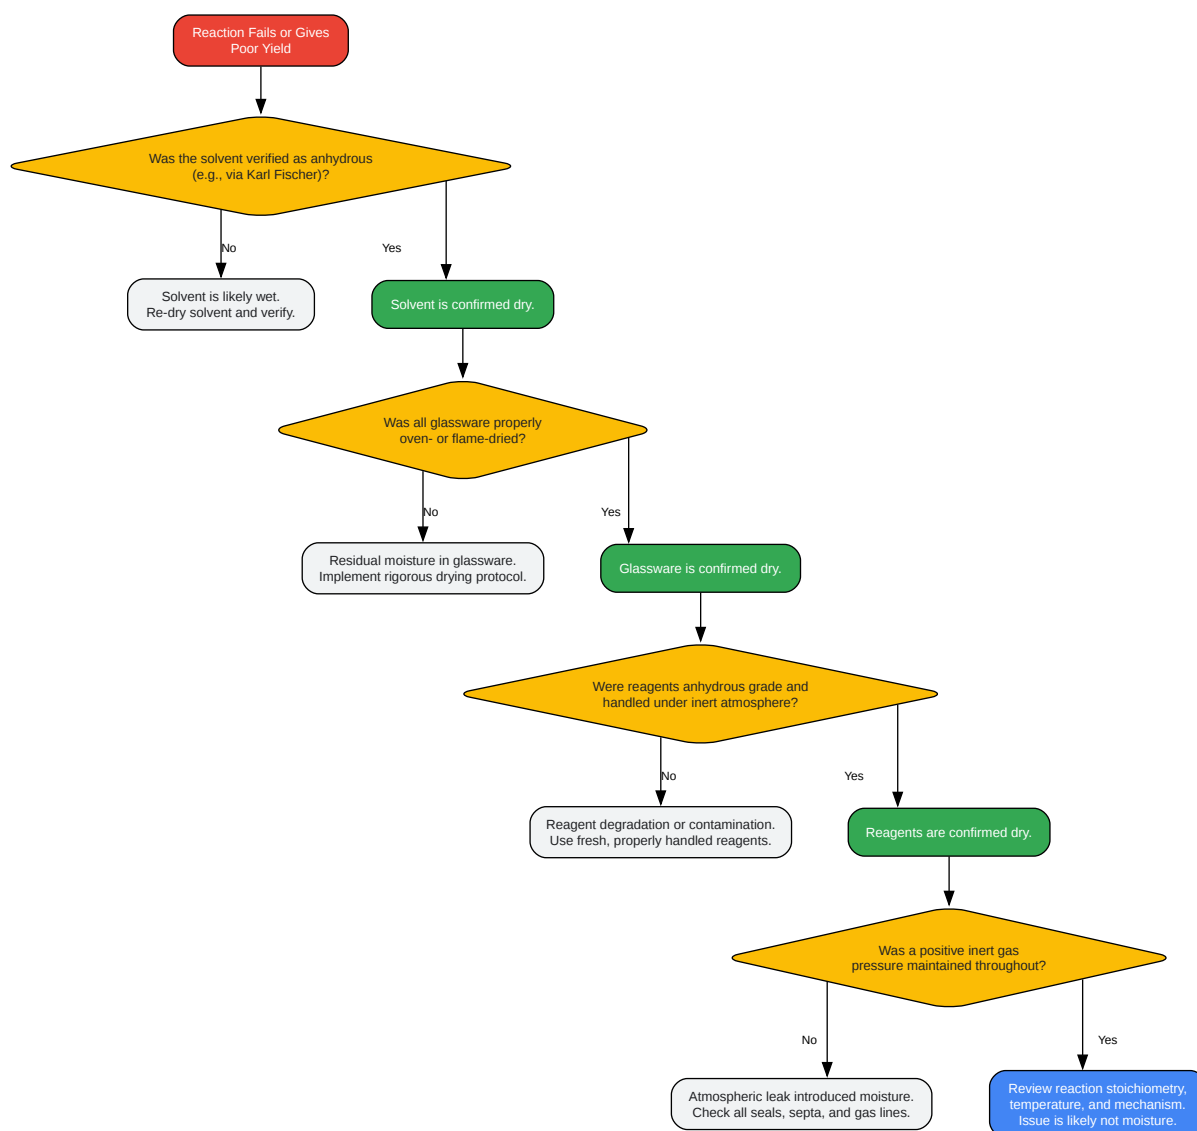 Reaction Fails or Gives
Poor Yield
Was the solvent verified as anhydrous
(e.g., via Karl Fischer)?
No
Yes
Solvent is likely wet.
Re-dry solvent and verify.
Solvent is confirmed dry.
Was all glassware properly
oven- or flame-dried?
No
Yes
Residual moisture in glassware.
Implement rigorous drying protocol.
Glassware is confirmed dry.
Were reagents anhydrous grade and
handled under inert atmosphere?
No
Yes
Reagent degradation or contamination.
Use fresh, properly handled reagents.
Reagents are confirmed dry.
Was a positive inert gas
pressure maintained throughout?
No
Yes
Atmospheric leak introduced moisture.
Check all seals, septa, and gas lines.
Review reaction stoichiometry,
temperature, and mechanism.
Issue is likely not moisture.